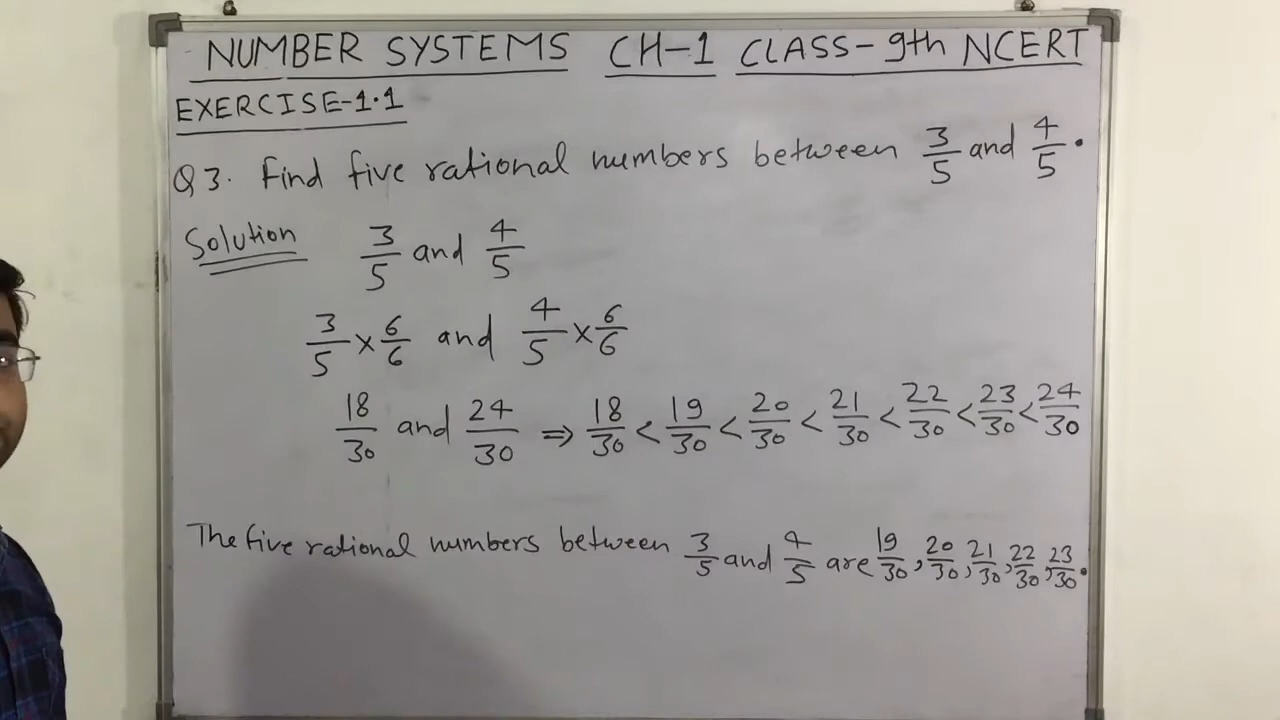 NUMBER SYSTEMS CH-1 CLASS-9th NCERT
EXERCISE-1.1
Q3. Find five rational numbers between 3/5 and 4/5.
Solution 3/5 and 4/5
3/5 × 6/6 and 4/5 × 6/6
18/30 and 24/30 ⇒ 18/30 < 19/30 < 20/30 < 21/30 < 22/30 < 23/30 < 24/30
The five rational numbers between 3/5 and 4/5 are 19/30, 20/30, 21/30, 22/30, 23/30.